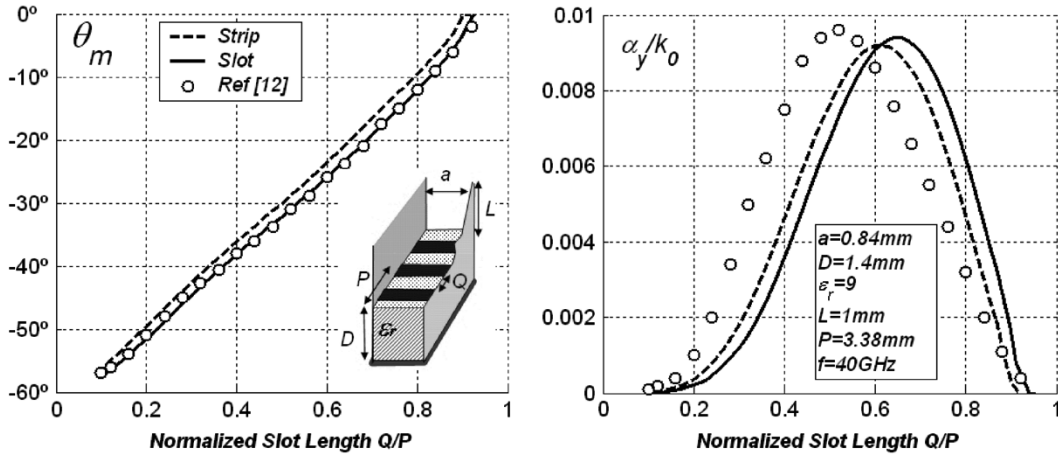 0º
-10º
-20º
-30º
-40º
-50º
-60º
θm
Strip
Slot
Ref [12]
a
L
P
Q
D
εr
0 0.2 0.4 0.6 0.8 1
Normalized Slot Length Q/P
0.01
0.008
0.006
0.004
0.002
0
αy/k0
a=0.84mm
D=1.4mm
εr=9
L=1mm
P=3.38mm
f=40GHz
0 0.2 0.4 0.6 0.8 1
Normalized Slot Length Q/P